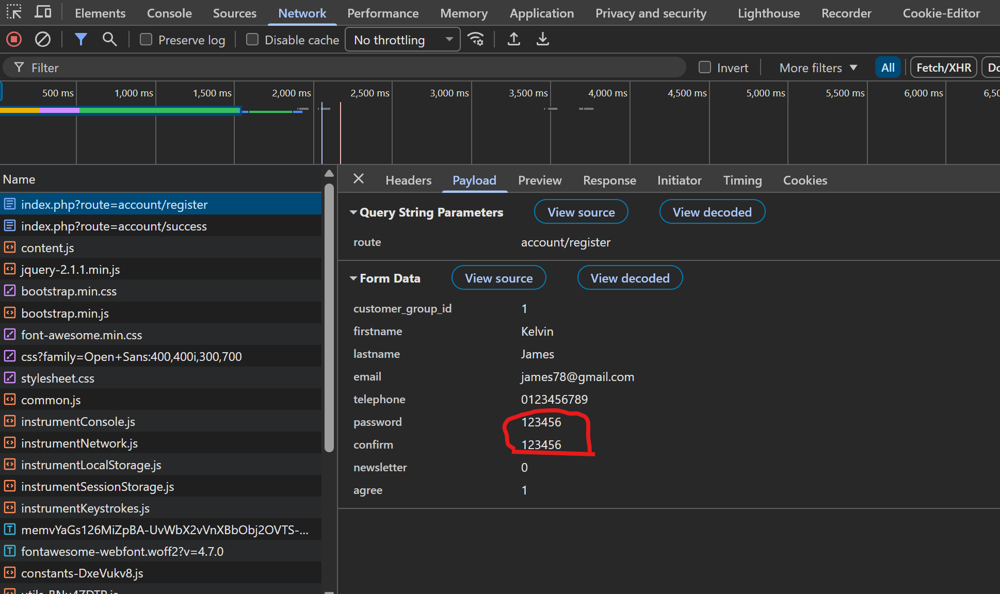 Elements Console Sources Network Performance Memory Application Privacy and security Lighthouse Recorder Cookie-Editor
Preserve log Disable cache No throttling
Filter Invert More filters All Fetch/XHR Do
500 ms 1,000 ms 1,500 ms 2,000 ms 2,500 ms 3,000 ms 3,500 ms 4,000 ms 4,500 ms 5,000 ms 5,500 ms 6,000 ms 6,50
Name
index.php?route=account/register
index.php?route=account/success
content.js
jquery-2.1.1.min.js
bootstrap.min.css
bootstrap.min.js
font-awesome.min.css
css?family=Open+Sans:400,400i,300,700
stylesheet.css
common.js
instrumentConsole.js
instrumentNetwork.js
instrumentLocalStorage.js
instrumentSessionStorage.js
instrumentKeystrokes.js
memvYaGs126MiZpBA-UvWbX2vVnXBbObj2OVTS-...
fontawesome-webfont.woff2?v=4.7.0
constants-DxeVukv8.js
Headers Payload Preview Response Initiator Timing Cookies
Query String Parameters View source View decoded
route account/register
Form Data View source View decoded
customer_group_id 1
firstname Kelvin
lastname James
email james78@gmail.com
telephone 0123456789
password 123456
confirm 123456
newsletter 0
agree 1